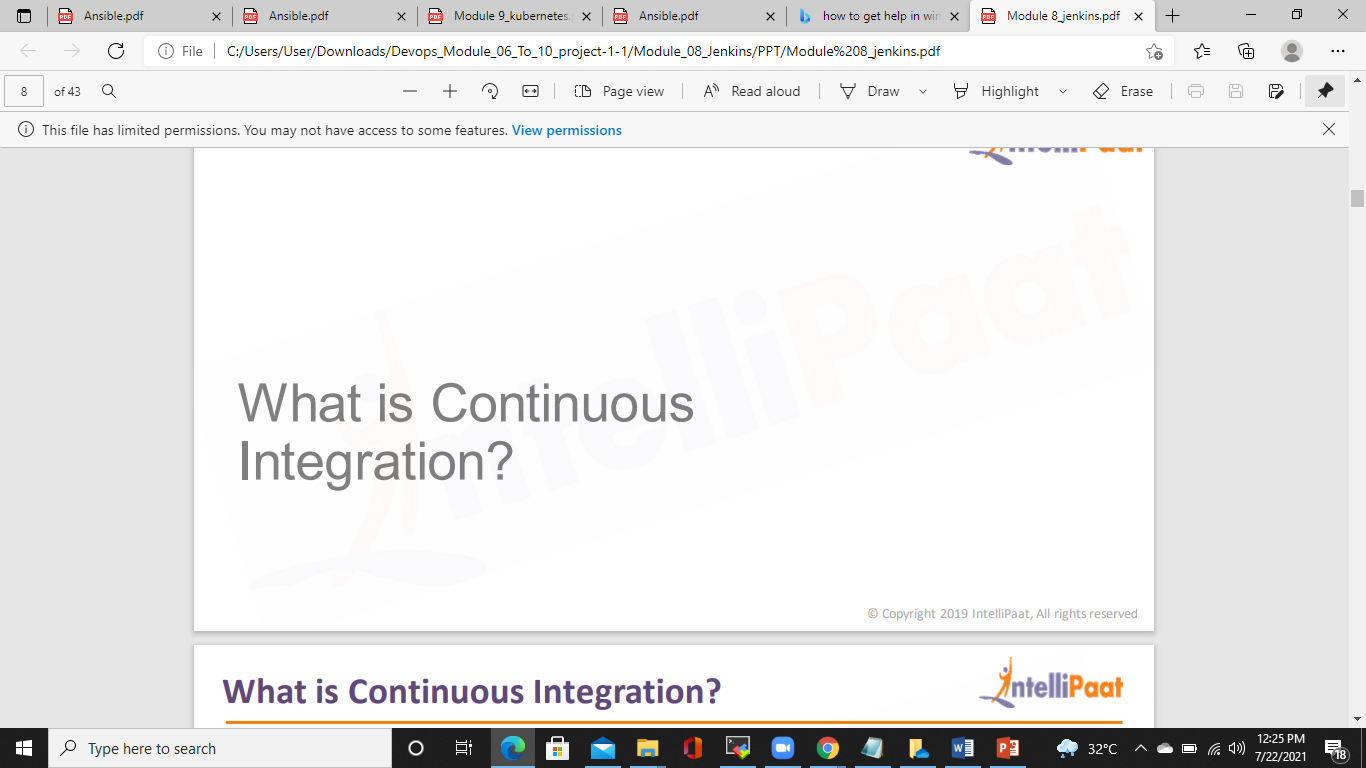 Ansible.pdf
Ansible.pdf
Module 9_kubernetes.
Ansible.pdf
how to get help in win
Module 8_jenkins.pdf
File
C:/Users/User/Downloads/Devops_Module_06_To_10_project-1-1/Module_08_Jenkins/PPT/Module%208_jenkins.pdf
8 of 43
Page view
Read aloud
Draw
Highlight
Erase
This file has limited permissions. You may not have access to some features. View permissions
IntelliPaat
IntelliPaat
What is Continuous
Integration?
© Copyright 2019 IntelliPaat, All rights reserved
What is Continuous Integration?
IntelliPaat
Type here to search
32°C
12:25 PM
7/22/2021
18